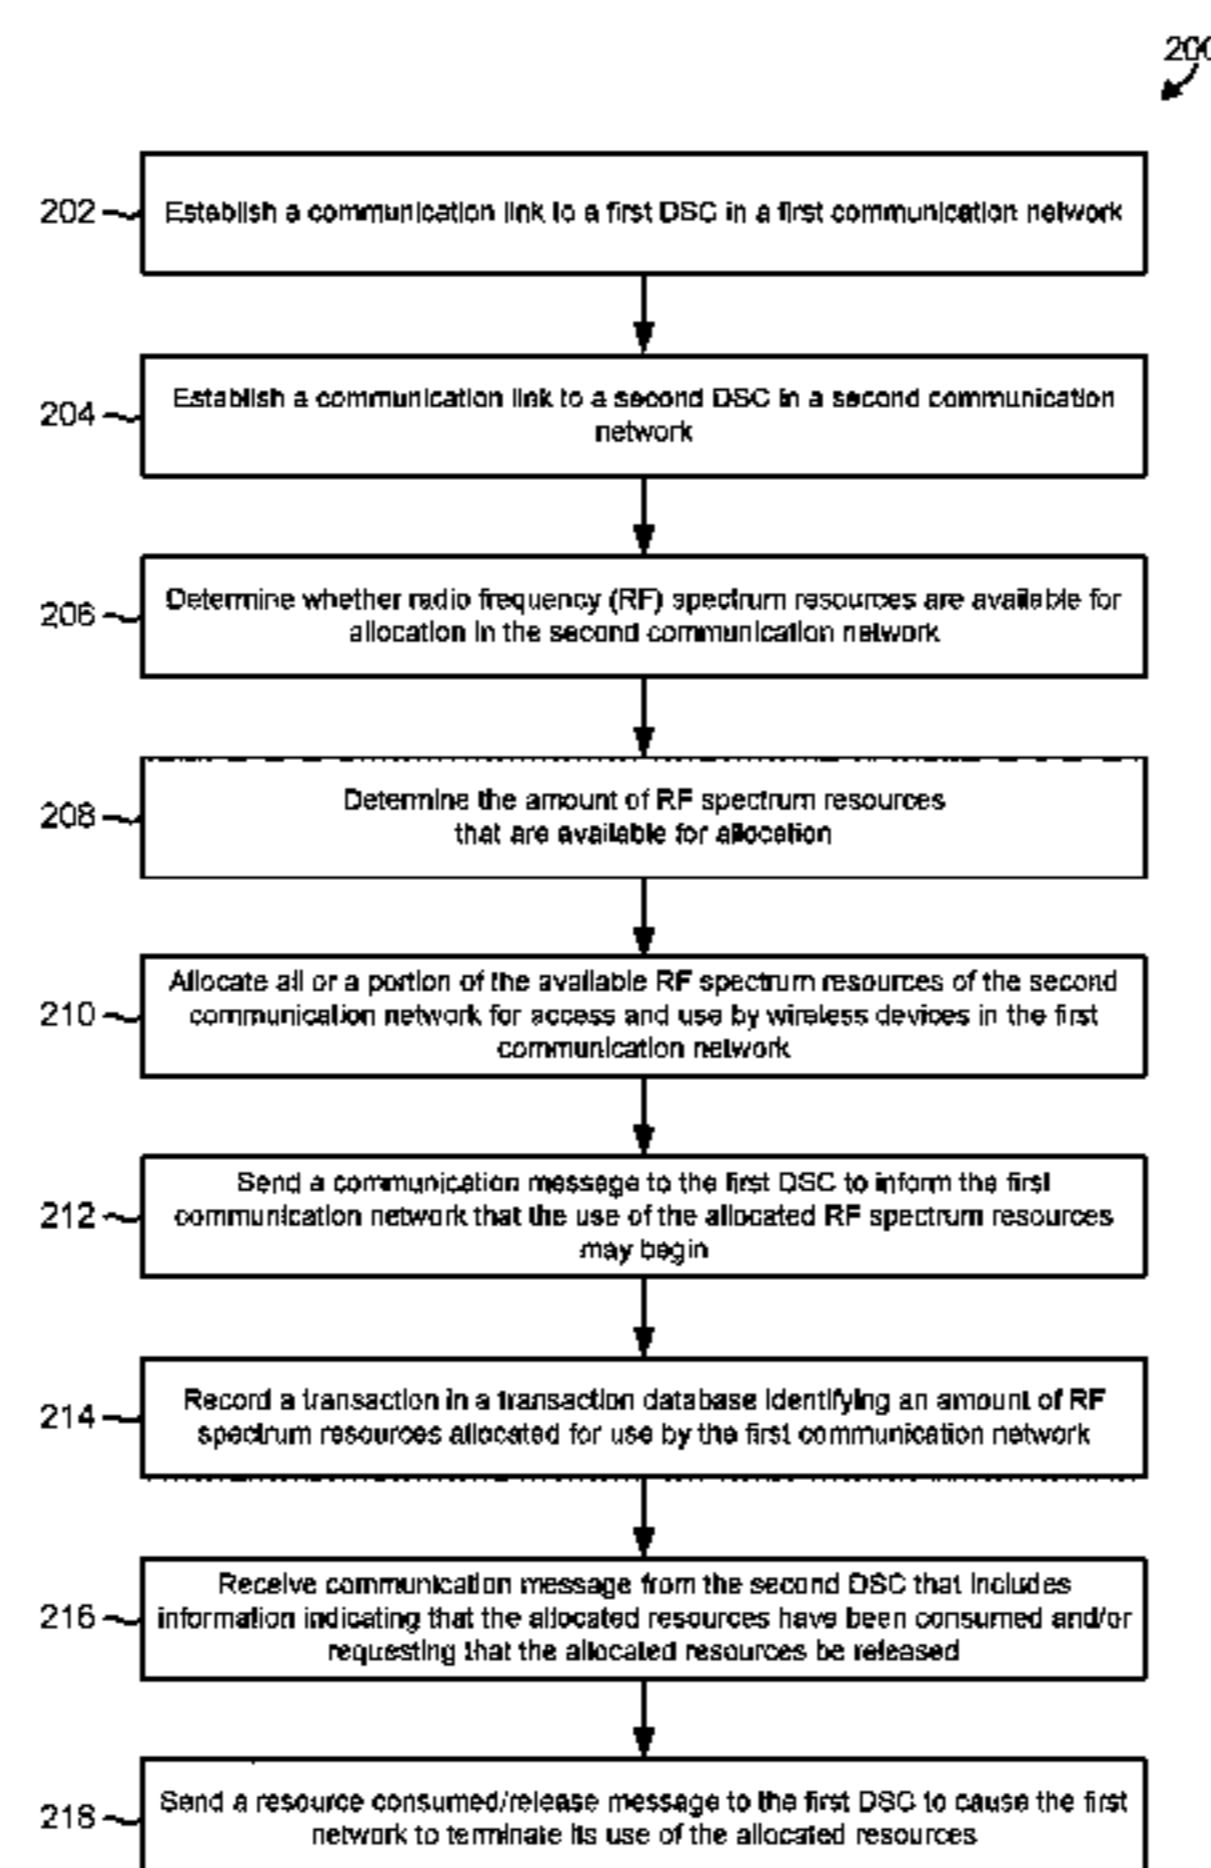 200
202
Establish a communication link to a first DSC in a first communication network
204
Establish a communication link to a second DSC in a second communication
network
206
Determine whether radio frequency (RF) spectrum resources are available for
allocation in the second communication network
208
Determine the amount of RF spectrum resources
that are available for allocation
210
Allocate all or a portion of the available RF spectrum resources of the second
communication network for access and use by wireless devices in the first
communication network
212
Send a communication message to the first DSC to inform the first
communication network that the use of the allocated RF spectrum resources
may begin
214
Record a transaction in a transaction database identifying an amount of RF
spectrum resources allocated for use by the first communication network
216
Receive communication message from the second DSC that includes
information indicating that the allocated resources have been consumed and/or
requesting that the allocated resources be released
218
Send a resource consumed/release message to the first DSC to cause the first
network to terminate its use of the allocated resources